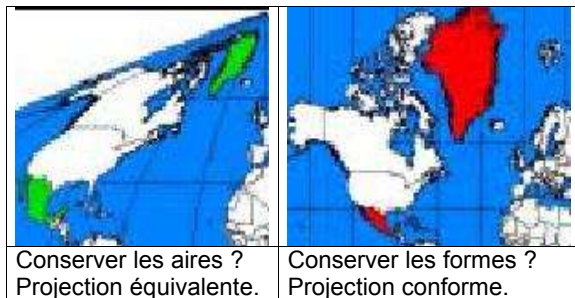 Conserver les aires ?
Projection équivalente.
Conserver les formes ?
Projection conforme.